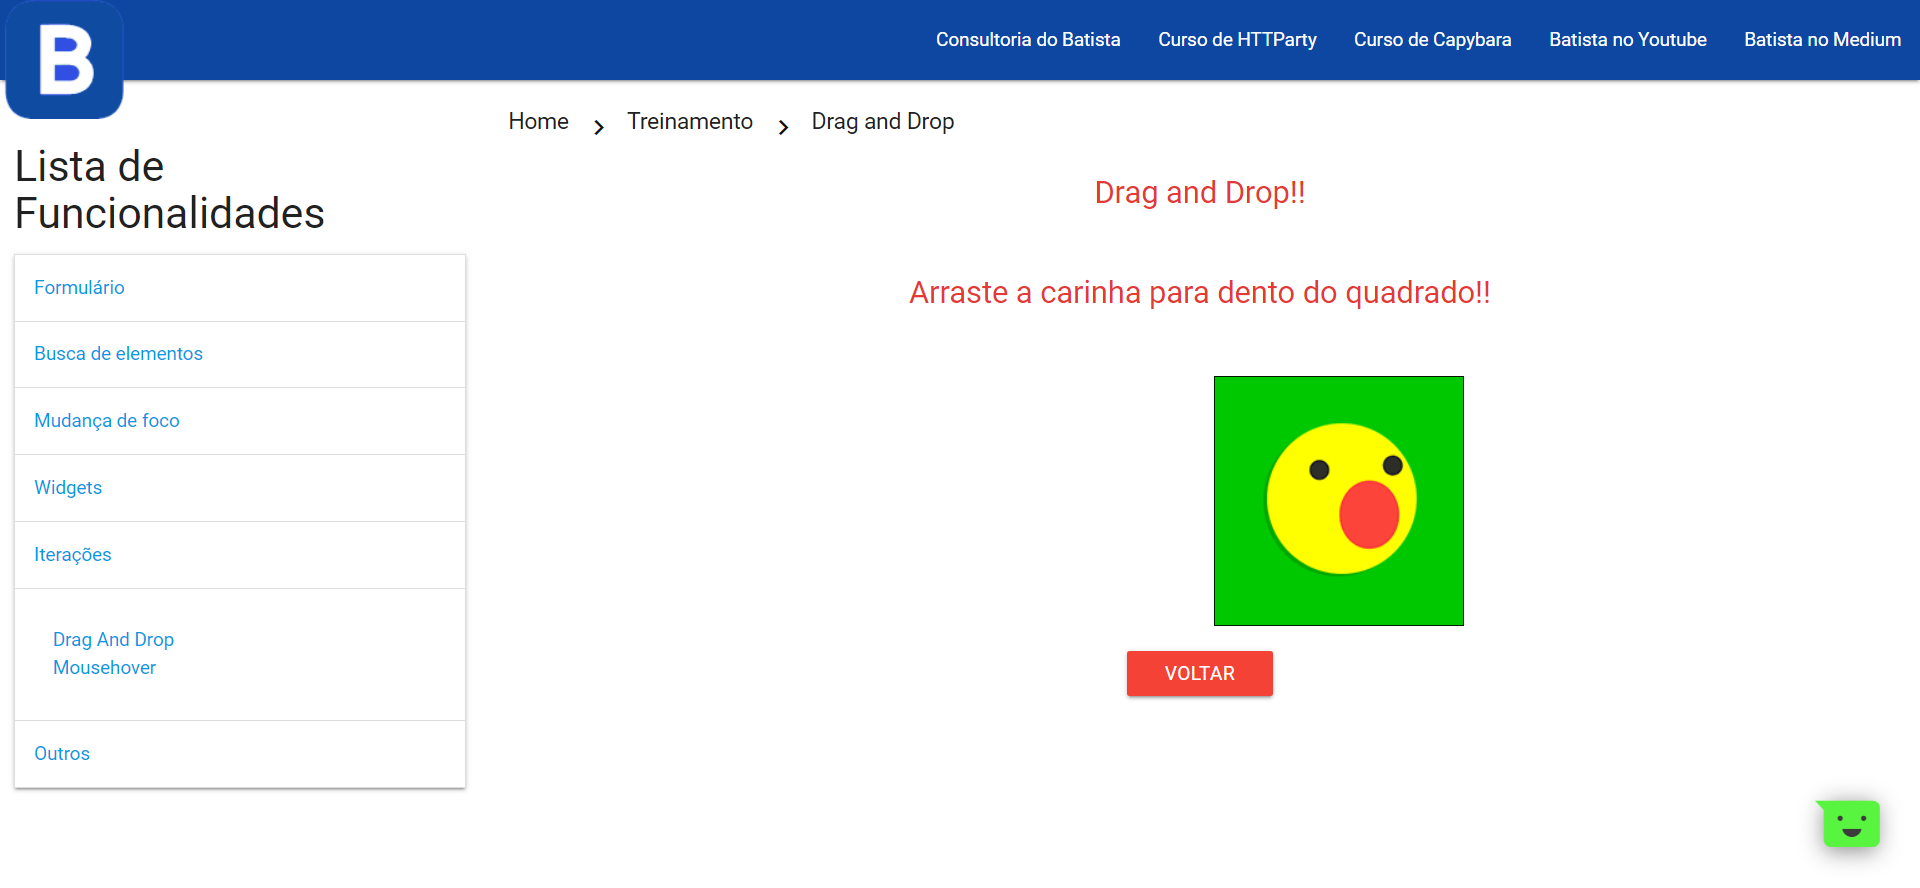 B
Consultoria do Batista
Curso de HTTParty
Curso de Capybara
Batista no Youtube
Batista no Medium
Home
Treinamento
Drag and Drop
Lista de
Funcionalidades
Formulário
Busca de elementos
Mudança de foco
Widgets
Iterações
Drag And Drop
Mousehover
Outros
Drag and Drop!!
Arraste a carinha para dento do quadrado!!
VOLTAR